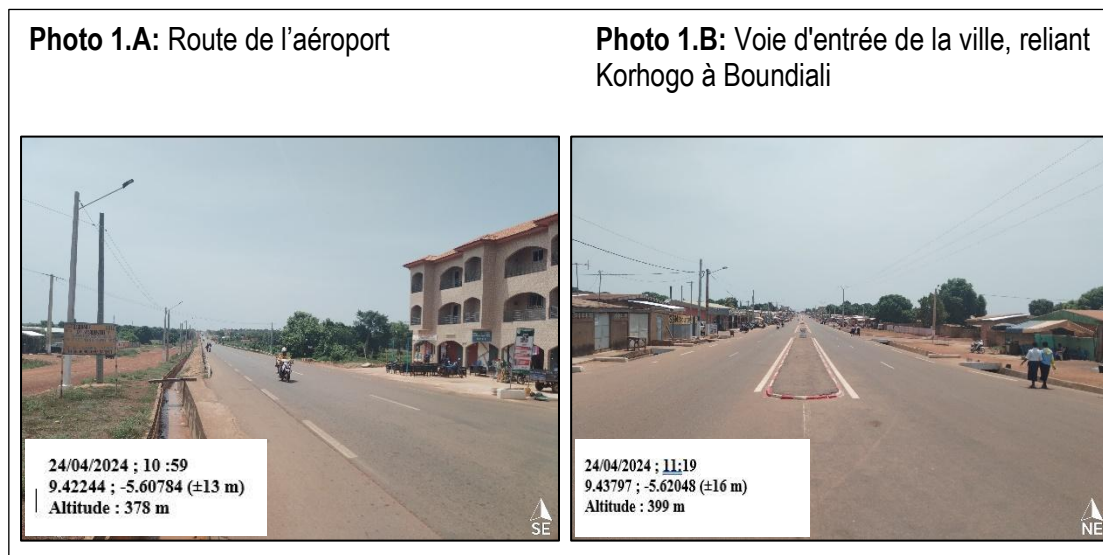 Photo 1.A: Route de l'aéroport
Photo 1.B: Voie d'entrée de la ville, reliant
Korhogo à Boundiali
24/04/2024 ; 10 :59
9.42244 ; -5.60784 (±13 m)
Altitude : 378 m
SE
24/04/2024 ; 11:19
9.43797 ; -5.62048 (±16 m)
Altitude : 399 m
NE